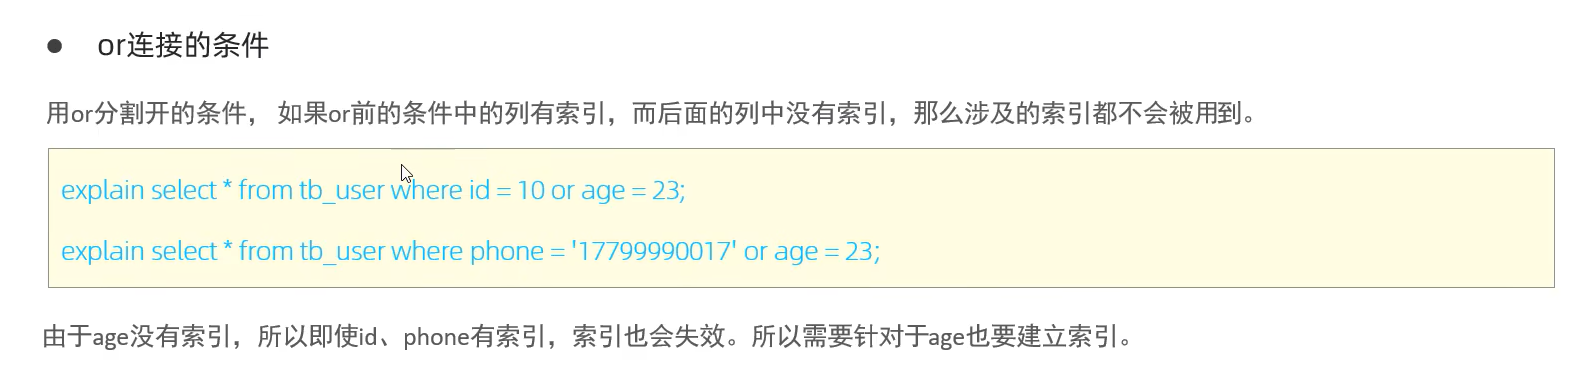 ● or连接的条件
用or分割开的条件， 如果or前的条件中的列有索引，而后面的列中没有索引，那么涉及的索引都不会被用到。
explain select * from tb_user where id = 10 or age = 23;
explain select * from tb_user where phone = '17799990017' or age = 23;
由于age没有索引，所以即使id、phone有索引，索引也会失效。所以需要针对于age也要建立索引。